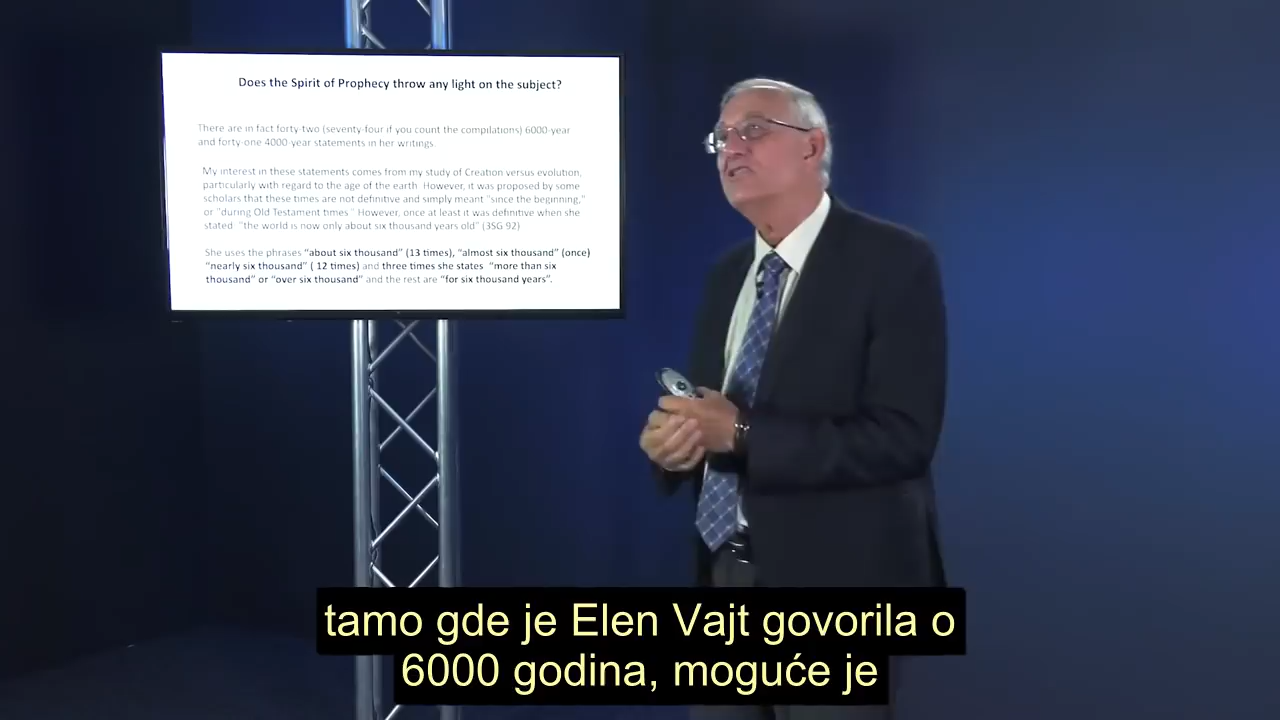 Does the Spirit of Prophecy throw any light on the subject?
There are in fact forty-two (seventy-four if you count the compilations) 6000-year
and forty-one 4000-year statements in her writings.
My interest in these statements comes from my study of Creation versus evolution,
particularly with regard to the age of the earth. However, it was proposed by some
scholars that these times are not definitive and simply meant "since the beginning,"
or "during Old Testament times." However, once at least it was definitive when she
stated "the world is now only about six thousand years old" (3SG 92)
She uses the phrases “about six thousand” (13 times), “almost six thousand” (once)
“nearly six thousand” ( 12 times) and three times she states “more than six
thousand” or “over six thousand” and the rest are “for six thousand years”.
tamo gde je Elen Vajt govorila o
6000 godina, moguće je